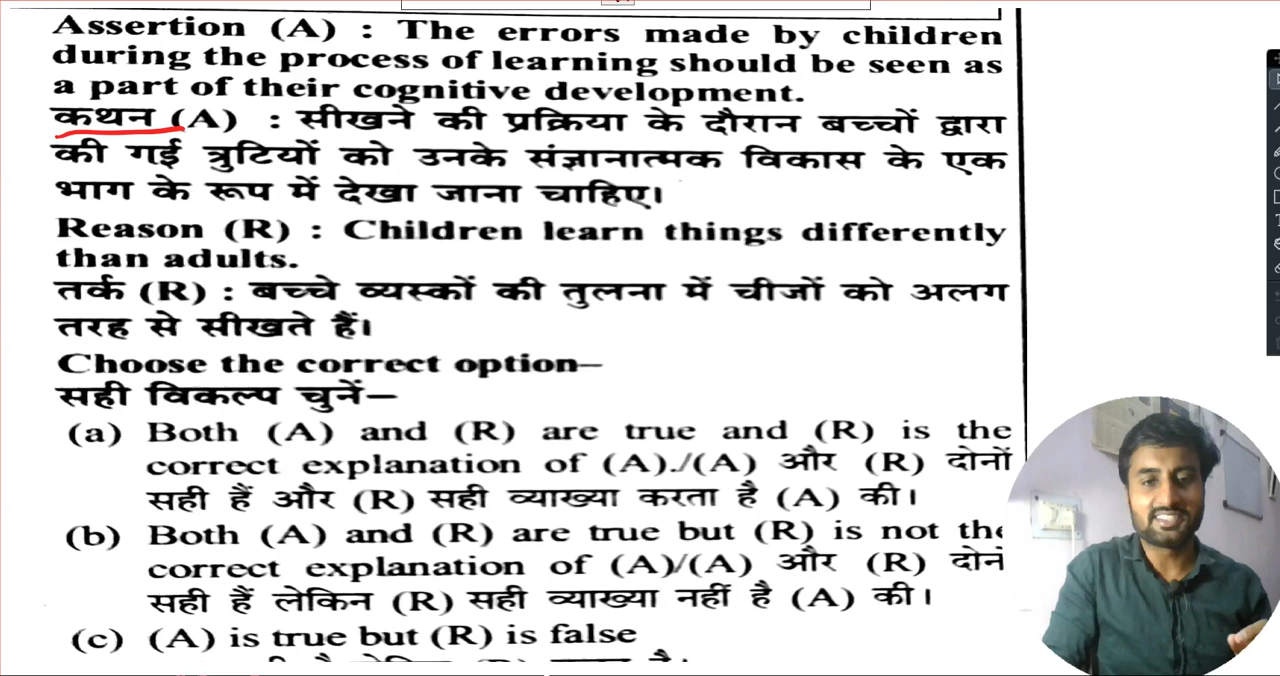 Assertion (A) : The errors made by children
during the process of learning should be seen as
a part of their cognitive development.
कथन (A) : सीखने की प्रक्रिया के दौरान बच्चों द्वारा
की गई त्रुटियों को उनके संज्ञानात्मक विकास के एक
भाग के रूप में देखा जाना चाहिए।
Reason (R) : Children learn things differently
than adults.
तर्क (R) : बच्चे व्यस्कों की तुलना में चीजों को अलग
तरह से सीखते हैं।
Choose the correct option–
सही विकल्प चुनें–
(a) Both (A) and (R) are true and (R) is the
correct explanation of (A)./(A) और (R) दोनों
सही हैं और (R) सही व्याख्या करता है (A) की।
(b) Both (A) and (R) are true but (R) is not the
correct explanation of (A)/(A) और (R)
सही हैं लेकिन (R) सही व्याख्या नहीं है (A) की।
(c) (A) is true but (R) is false